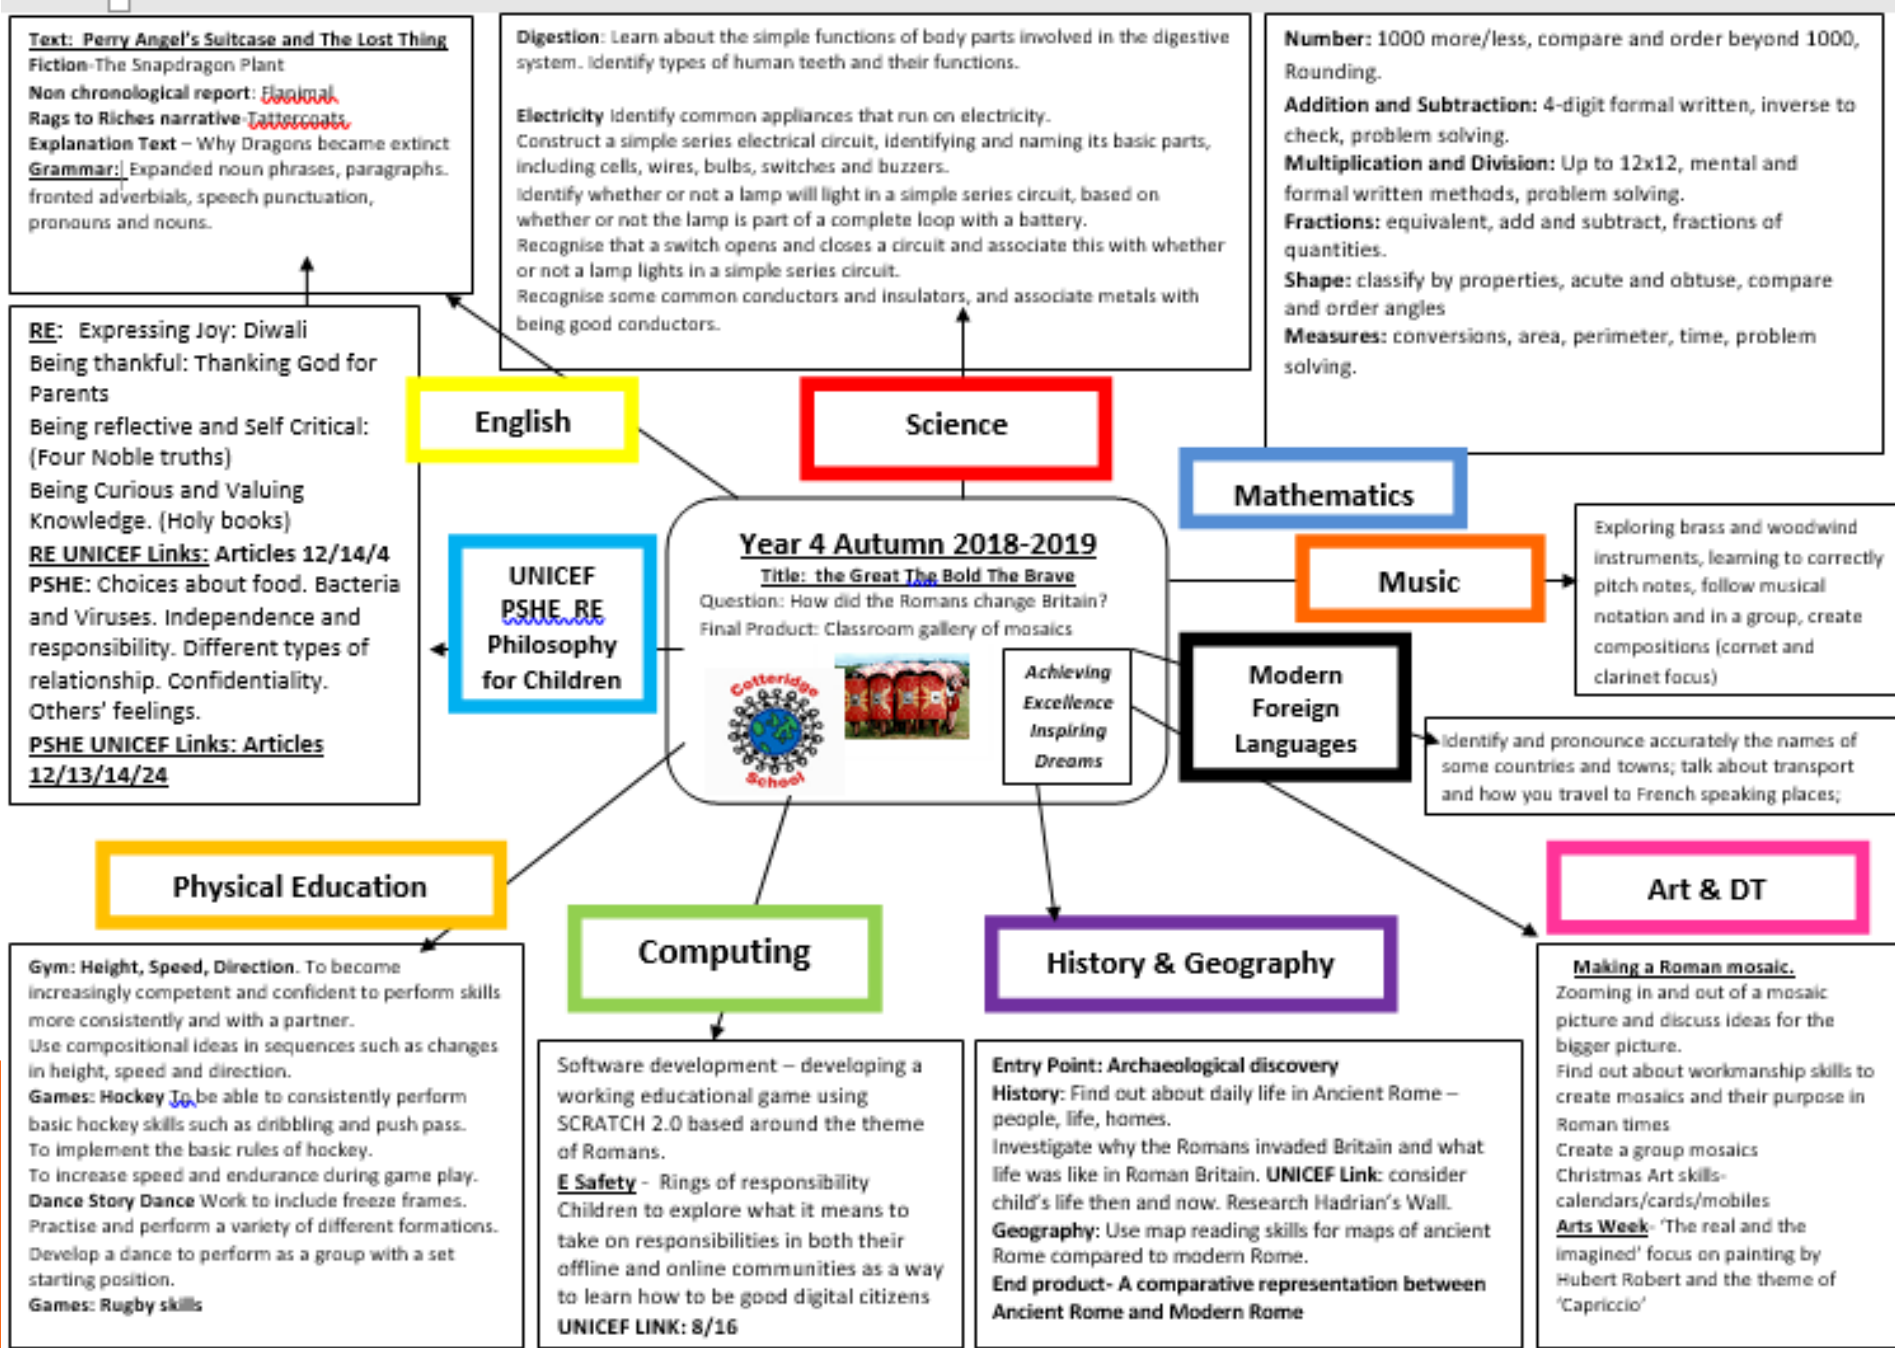 Text:  Perry Angel's Suitcase and The Lost Thing
Fiction-The Snapdragon Plant
Non chronological report: Flanimal
Rags to Riches narrative-Tattercoats
Explanation Text – Why Dragons became extinct
Grammar: Expanded noun phrases, paragraphs.
fronted adverbials, speech punctuation,
pronouns and nouns.
Digestion: Learn about the simple functions of body parts involved in the digestive
system. Identify types of human teeth and their functions.
Electricity Identify common appliances that run on electricity.
Construct a simple series electrical circuit, identifying and naming its basic parts,
including cells, wires, bulbs, switches and buzzers.
Identify whether or not a lamp will light in a simple series circuit, based on
whether or not the lamp is part of a complete loop with a battery.
Recognise that a switch opens and closes a circuit and associate this with whether
or not a lamp lights in a simple series circuit.
Recognise some common conductors and insulators, and associate metals with
being good conductors.
Number: 1000 more/less, compare and order beyond 1000,
Rounding.
Addition and Subtraction: 4-digit formal written, inverse to
check, problem solving.
Multiplication and Division: Up to 12x12, mental and
formal written methods, problem solving.
Fractions: equivalent, add and subtract, fractions of
quantities.
Shape: classify by properties, acute and obtuse, compare
and order angles
Measures: conversions, area, perimeter, time, problem
solving.
RE:  Expressing Joy: Diwali
Being thankful: Thanking God for
Parents
Being reflective and Self Critical:
(Four Noble truths)
Being Curious and Valuing
Knowledge. (Holy books)
RE UNICEF Links: Articles 12/14/4
PSHE: Choices about food. Bacteria
and Viruses. Independence and
responsibility. Different types of
relationship. Confidentiality.
Others' feelings.
PSHE UNICEF Links: Articles
12/13/14/24
English
Science
Mathematics
UNICEF
PSHE RE
Philosophy
for Children
Year 4 Autumn 2018-2019
Title:  the Great The Bold The Brave
Question: How did the Romans change Britain?
Final Product: Classroom gallery of mosaics
Cotteridge
School
Achieving
Excellence
Inspiring
Dreams
Music
Exploring brass and woodwind
instruments, learning to correctly
pitch notes, follow musical
notation and in a group, create
compositions (cornet and
clarinet focus)
Modern
Foreign
Languages
Identify and pronounce accurately the names of
some countries and towns; talk about transport
and how you travel to French speaking places;
Physical Education
Computing
History & Geography
Art & DT
Gym: Height, Speed, Direction. To become
increasingly competent and confident to perform skills
more consistently and with a partner.
Use compositional ideas in sequences such as changes
in height, speed and direction.
Games: Hockey To be able to consistently perform
basic hockey skills such as dribbling and push pass.
To implement the basic rules of hockey.
To increase speed and endurance during game play.
Dance Story Dance Work to include freeze frames.
Practise and perform a variety of different formations.
Develop a dance to perform as a group with a set
starting position.
Games: Rugby skills
Software development – developing a
working educational game using
SCRATCH 2.0 based around the theme
of Romans.
E Safety -  Rings of responsibility
Children to explore what it means to
take on responsibilities in both their
offline and online communities as a way
to learn how to be good digital citizens
UNICEF LINK: 8/16
Entry Point: Archaeological discovery
History: Find out about daily life in Ancient Rome –
people, life, homes.
Investigate why the Romans invaded Britain and what
life was like in Roman Britain. UNICEF Link: consider
child's life then and now. Research Hadrian's Wall.
Geography: Use map reading skills for maps of ancient
Rome compared to modern Rome.
End product- A comparative representation between
Ancient Rome and Modern Rome
Making a Roman mosaic.
Zooming in and out of a mosaic
picture and discuss ideas for the
bigger picture.
Find out about workmanship skills to
create mosaics and their purpose in
Roman times
Create a group mosaics
Christmas Art skills-
calendars/cards/mobiles
Arts Week- 'The real and the
imagined' focus on painting by
Hubert Robert and the theme of
'Capriccio'